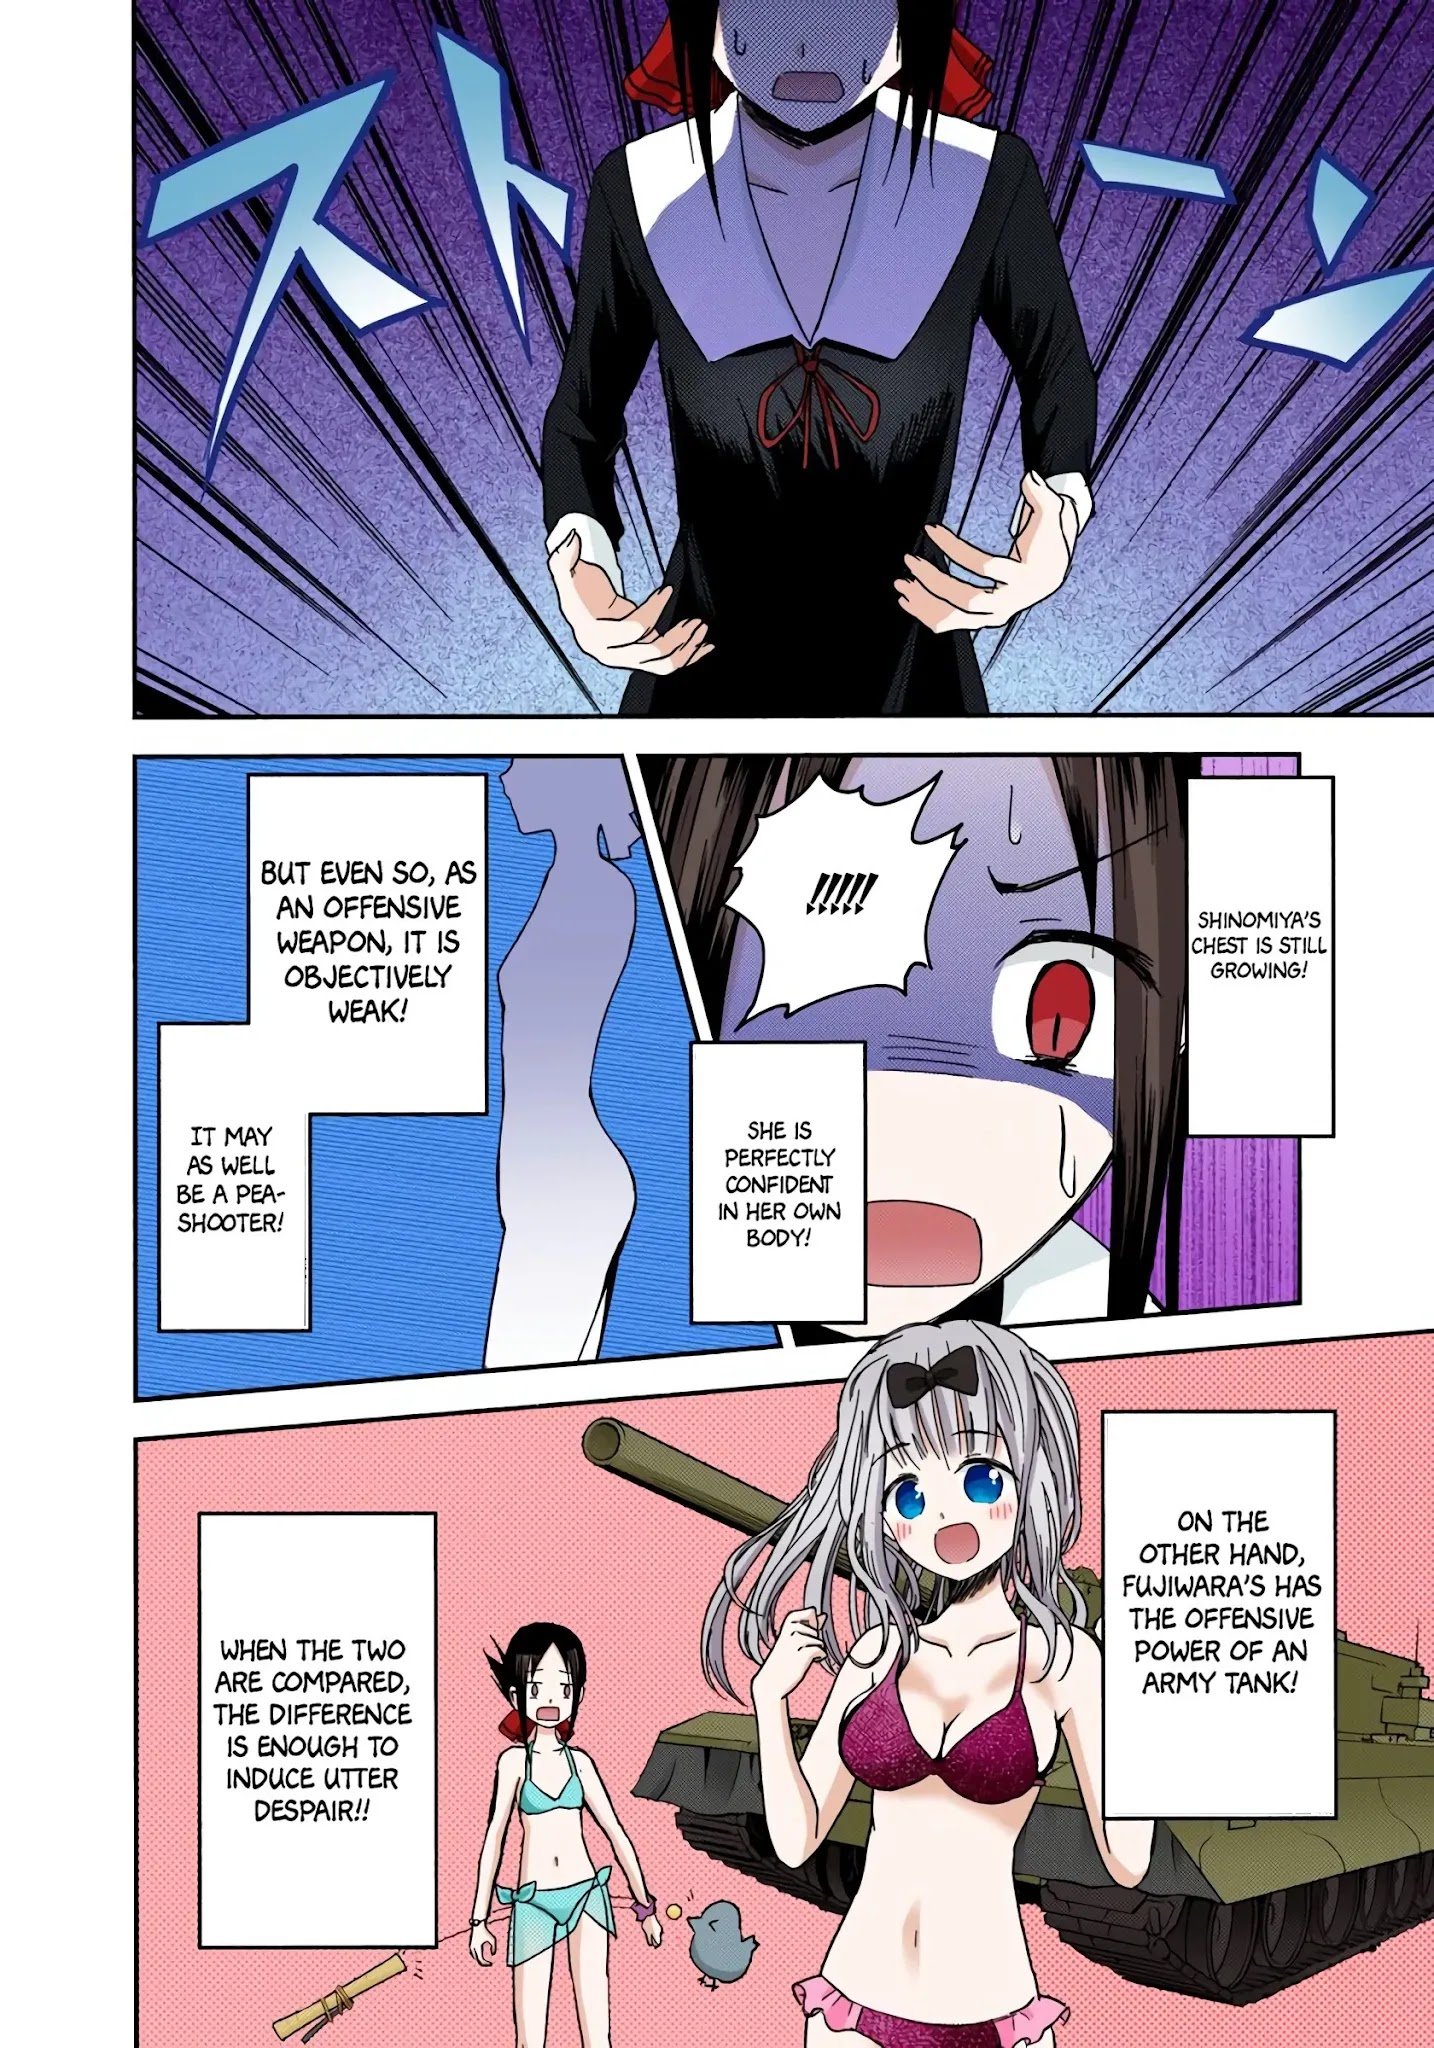 ストーン
SHINOMIYA'S
CHEST IS STILL
GROWING!
!!!!!
SHE IS
PERFECTLY
CONFIDENT
IN HER OWN
BODY!
BUT EVEN SO, AS
AN OFFENSIVE
WEAPON, IT IS
OBJECTIVELY
WEAK!
IT MAY
AS WELL
BE A PEA-
SHOOTER!
ON THE
OTHER HAND,
FUJIWARA'S HAS
THE OFFENSIVE
POWER OF AN
ARMY TANK!
WHEN THE TWO
ARE COMPARED,
THE DIFFERENCE
IS ENOUGH TO
INDUCE UTTER
DESPAIR!!